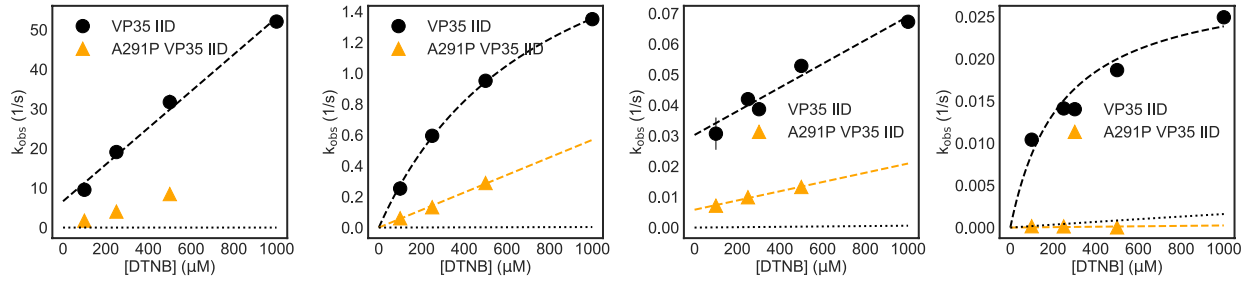 50
40
30
20
10
0
k_obs (1/s)
VP35 IID
A291P VP35 IID
0 200 400 600 800 1000
[DTNB] (μM)
1.4
1.2
1.0
0.8
0.6
0.4
0.2
0.0
k_obs (1/s)
VP35 IID
A291P VP35 IID
0 200 400 600 800 1000
[DTNB] (μM)
0.07
0.06
0.05
0.04
0.03
0.02
0.01
0.00
k_obs (1/s)
VP35 IID
A291P VP35 IID
0 200 400 600 800 1000
[DTNB] (μM)
0.025
0.020
0.015
0.010
0.005
0.000
k_obs (1/s)
VP35 IID
A291P VP35 IID
0 200 400 600 800 1000
[DTNB] (μM)